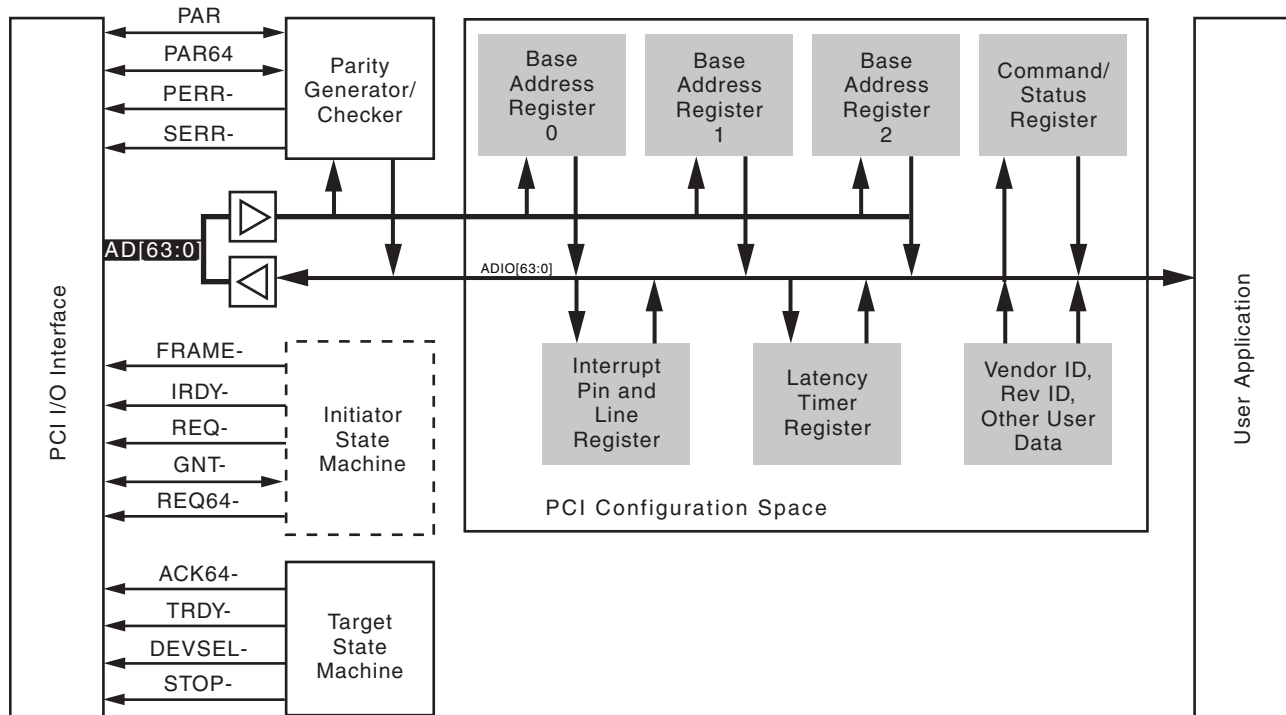 PAR
PAR64
PERR-
SERR-
Parity
Generator/
Checker
Base
Address
Register
0
Base
Address
Register
1
Base
Address
Register
2
Command/
Status
Register
AD[63:0]
ADIO[63:0]
PCI I/O Interface
User Application
FRAME-
IRDY-
REQ-
GNT-
REQ64-
Initiator
State
Machine
Interrupt
Pin and
Line
Register
Latency
Timer
Register
Vendor ID,
Rev ID,
Other User
Data
PCI Configuration Space
ACK64-
TRDY-
DEVSEL-
STOP-
Target
State
Machine